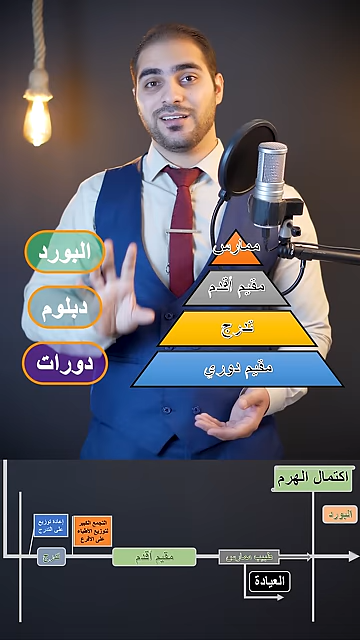 البورد
دبلوم
دورات
ممارس
مقيم أقدم
تدرج
مقيم دوري
اكتمال الهرم
البورد
إعادة توزيع
على التدرج
التجمع الكبير
لتوزيع الأطباء
على الأفرع
تدرج
مقيم أقدم
طبيب ممارس
العيادة